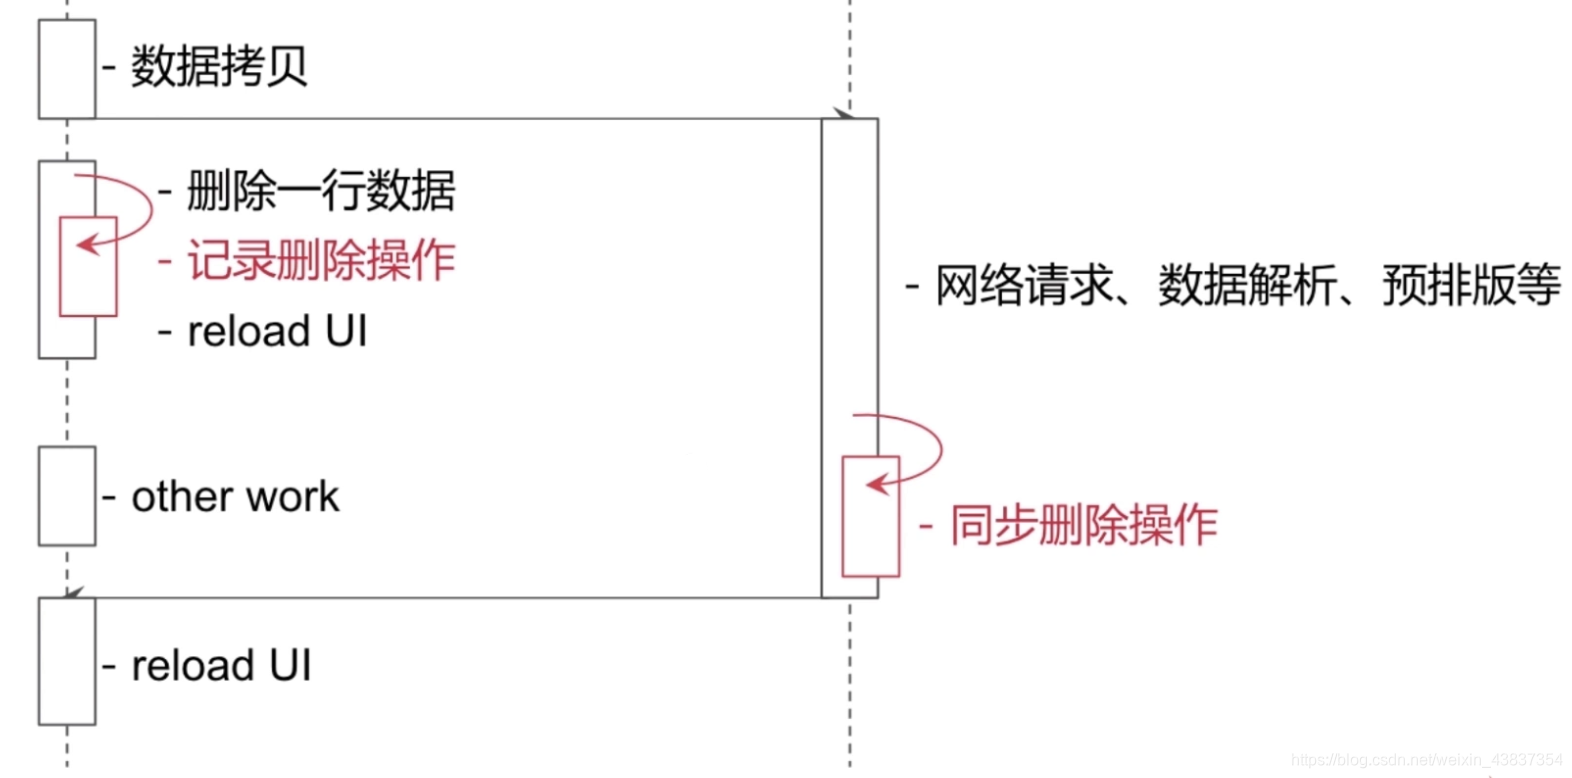 - 数据拷贝
- 删除一行数据
- 记录删除操作
- 网络请求、数据解析、预排版等
- reload UI
- other work
- 同步删除操作
- reload UI
https://blog.csdn.net/weixin_43837354